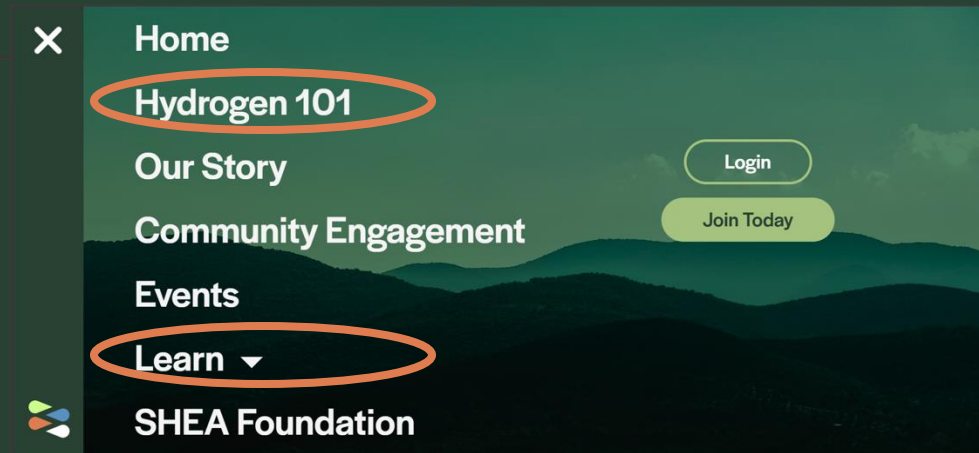 Home
Hydrogen 101
Our Story
Community Engagement
Events
Learn
SHEA Foundation
Login
Join Today